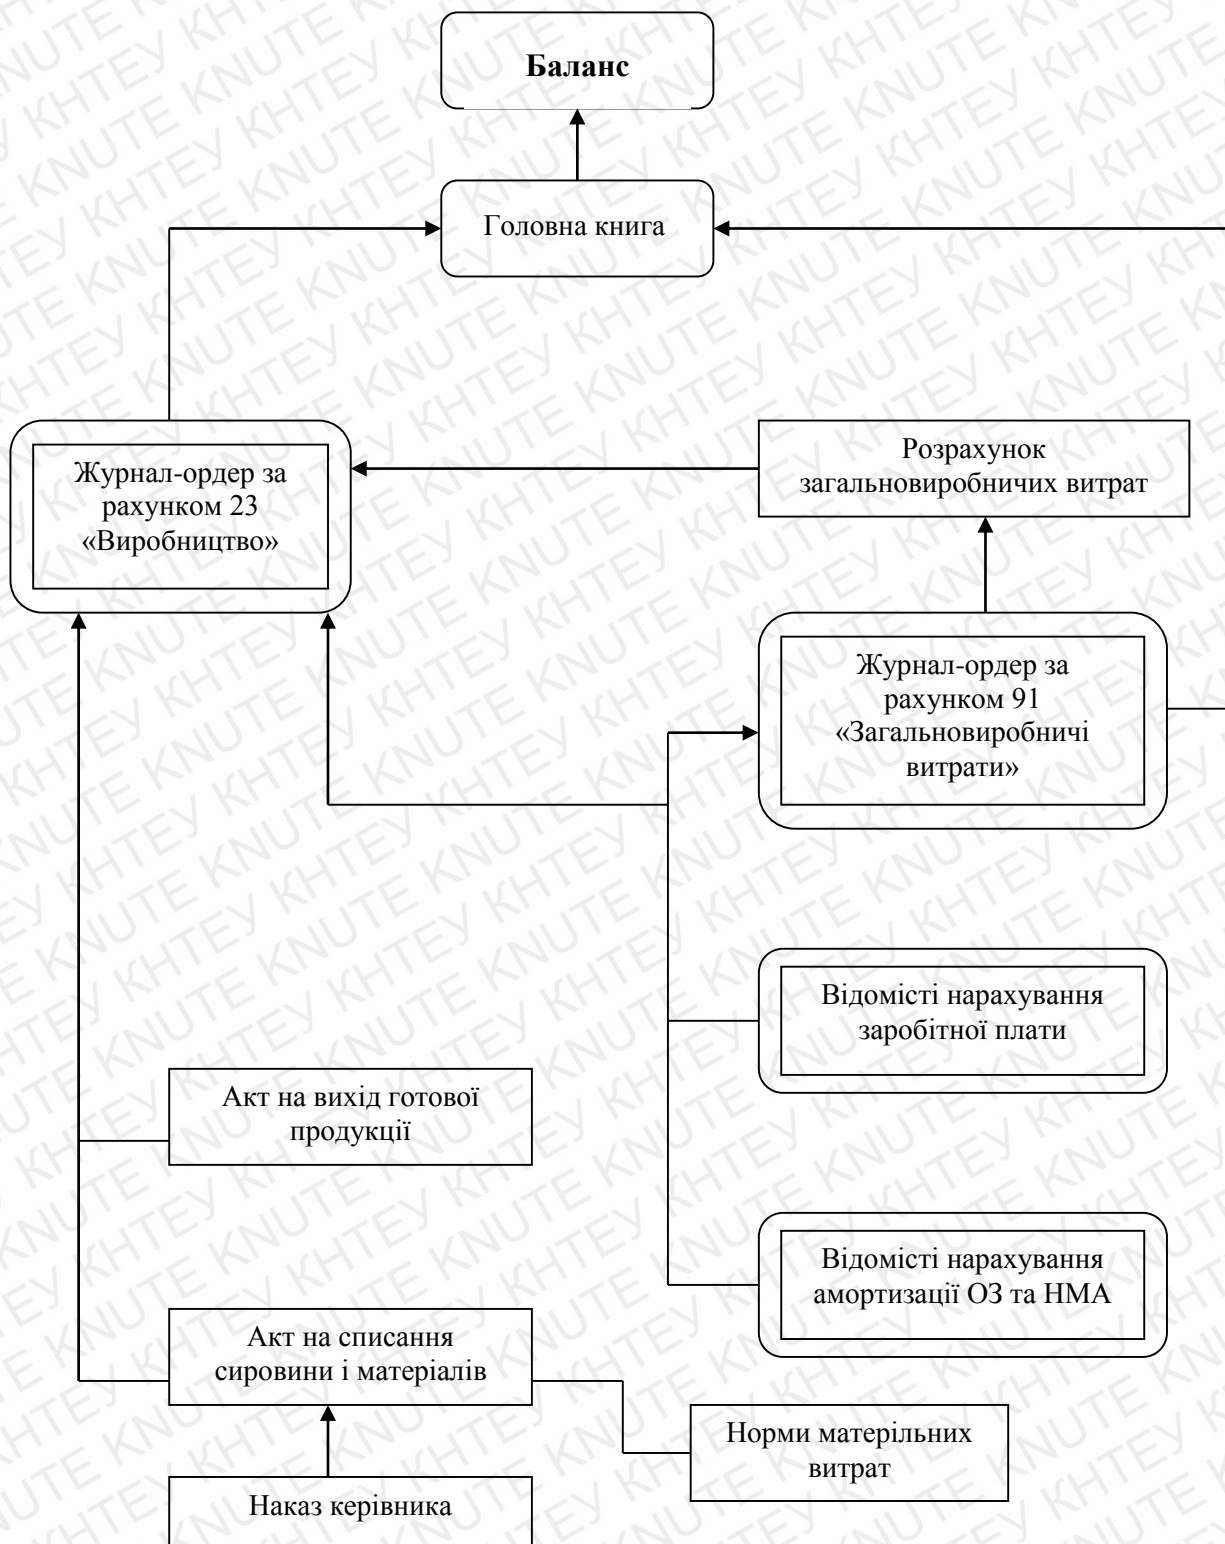 Баланс
Головна книга
Журнал-ордер за
рахунком 23
«Виробництво»
Розрахунок
загальновиробничих витрат
Журнал-ордер за
рахунком 91
«Загальновиробничі
витрати»
Відомісті нарахування
заробітної плати
Акт на вихід готової
продукції
Відомісті нарахування
амортизації ОЗ та НМА
Акт на списання
сировини і матеріалів
Норми матерільних
витрат
Наказ керівника